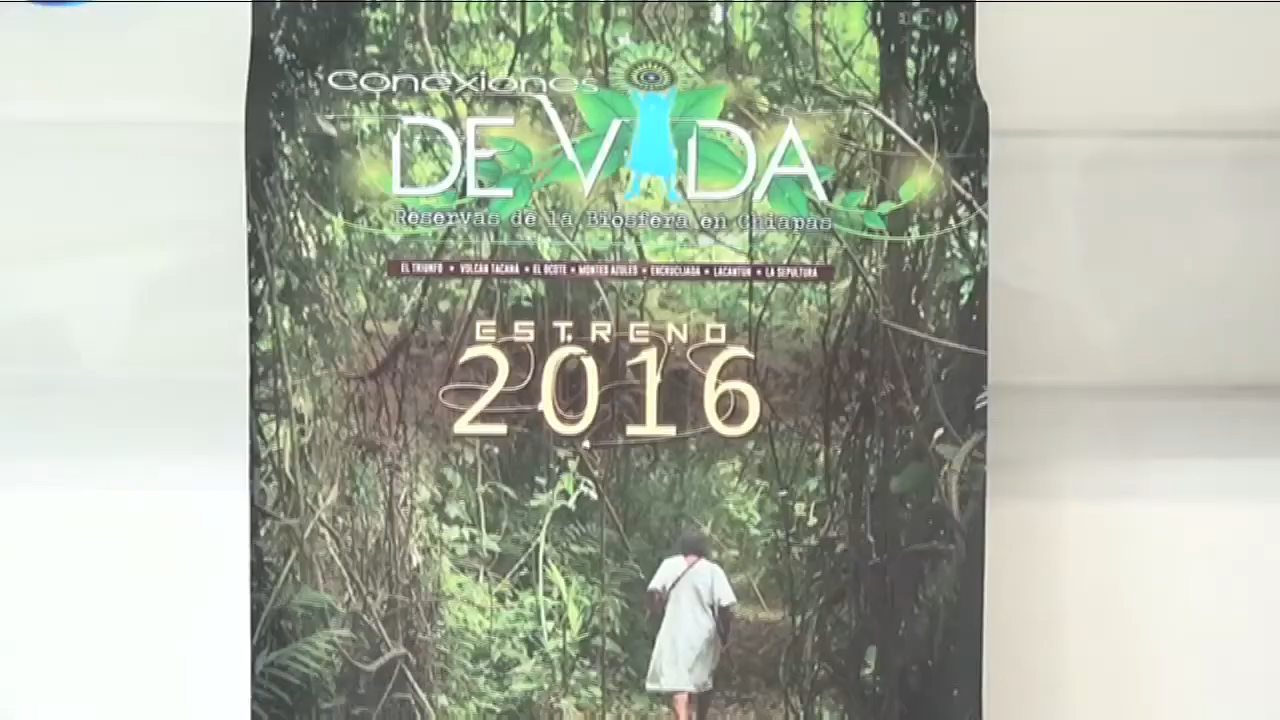 Conexiones
DE VIDA
Reservas de la Biosfera en Chiapas
EL TRIUNFO • VOLCÁN TACANÁ • EL OCOTE • MONTES AZULES • ENCRUCIJADA • LACANTÚN • LA SEPULTURA
ESTRENO
2016